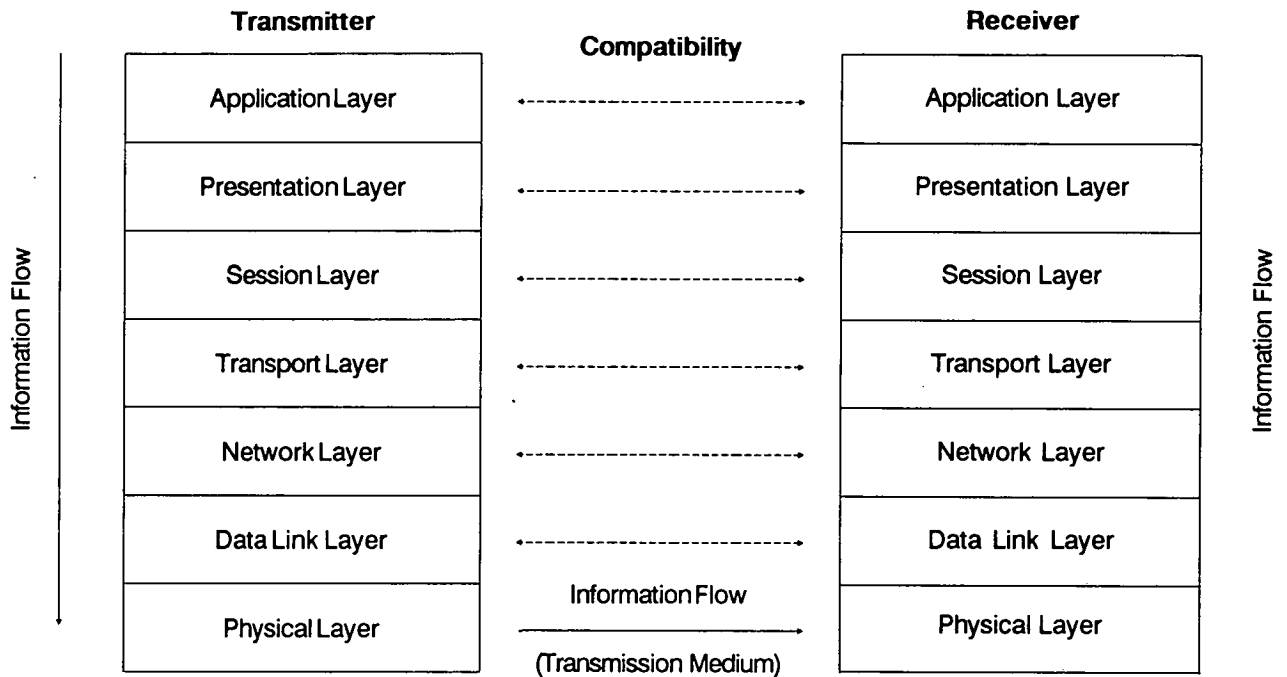 Transmitter
Compatibility
Receiver
Application Layer
Application Layer
Presentation Layer
Presentation Layer
Session Layer
Session Layer
Information Flow
Information Flow
Transport Layer
Transport Layer
Network Layer
Network Layer
Data Link Layer
Data Link Layer
Information Flow
Physical Layer
Physical Layer
(Transmission Medium)